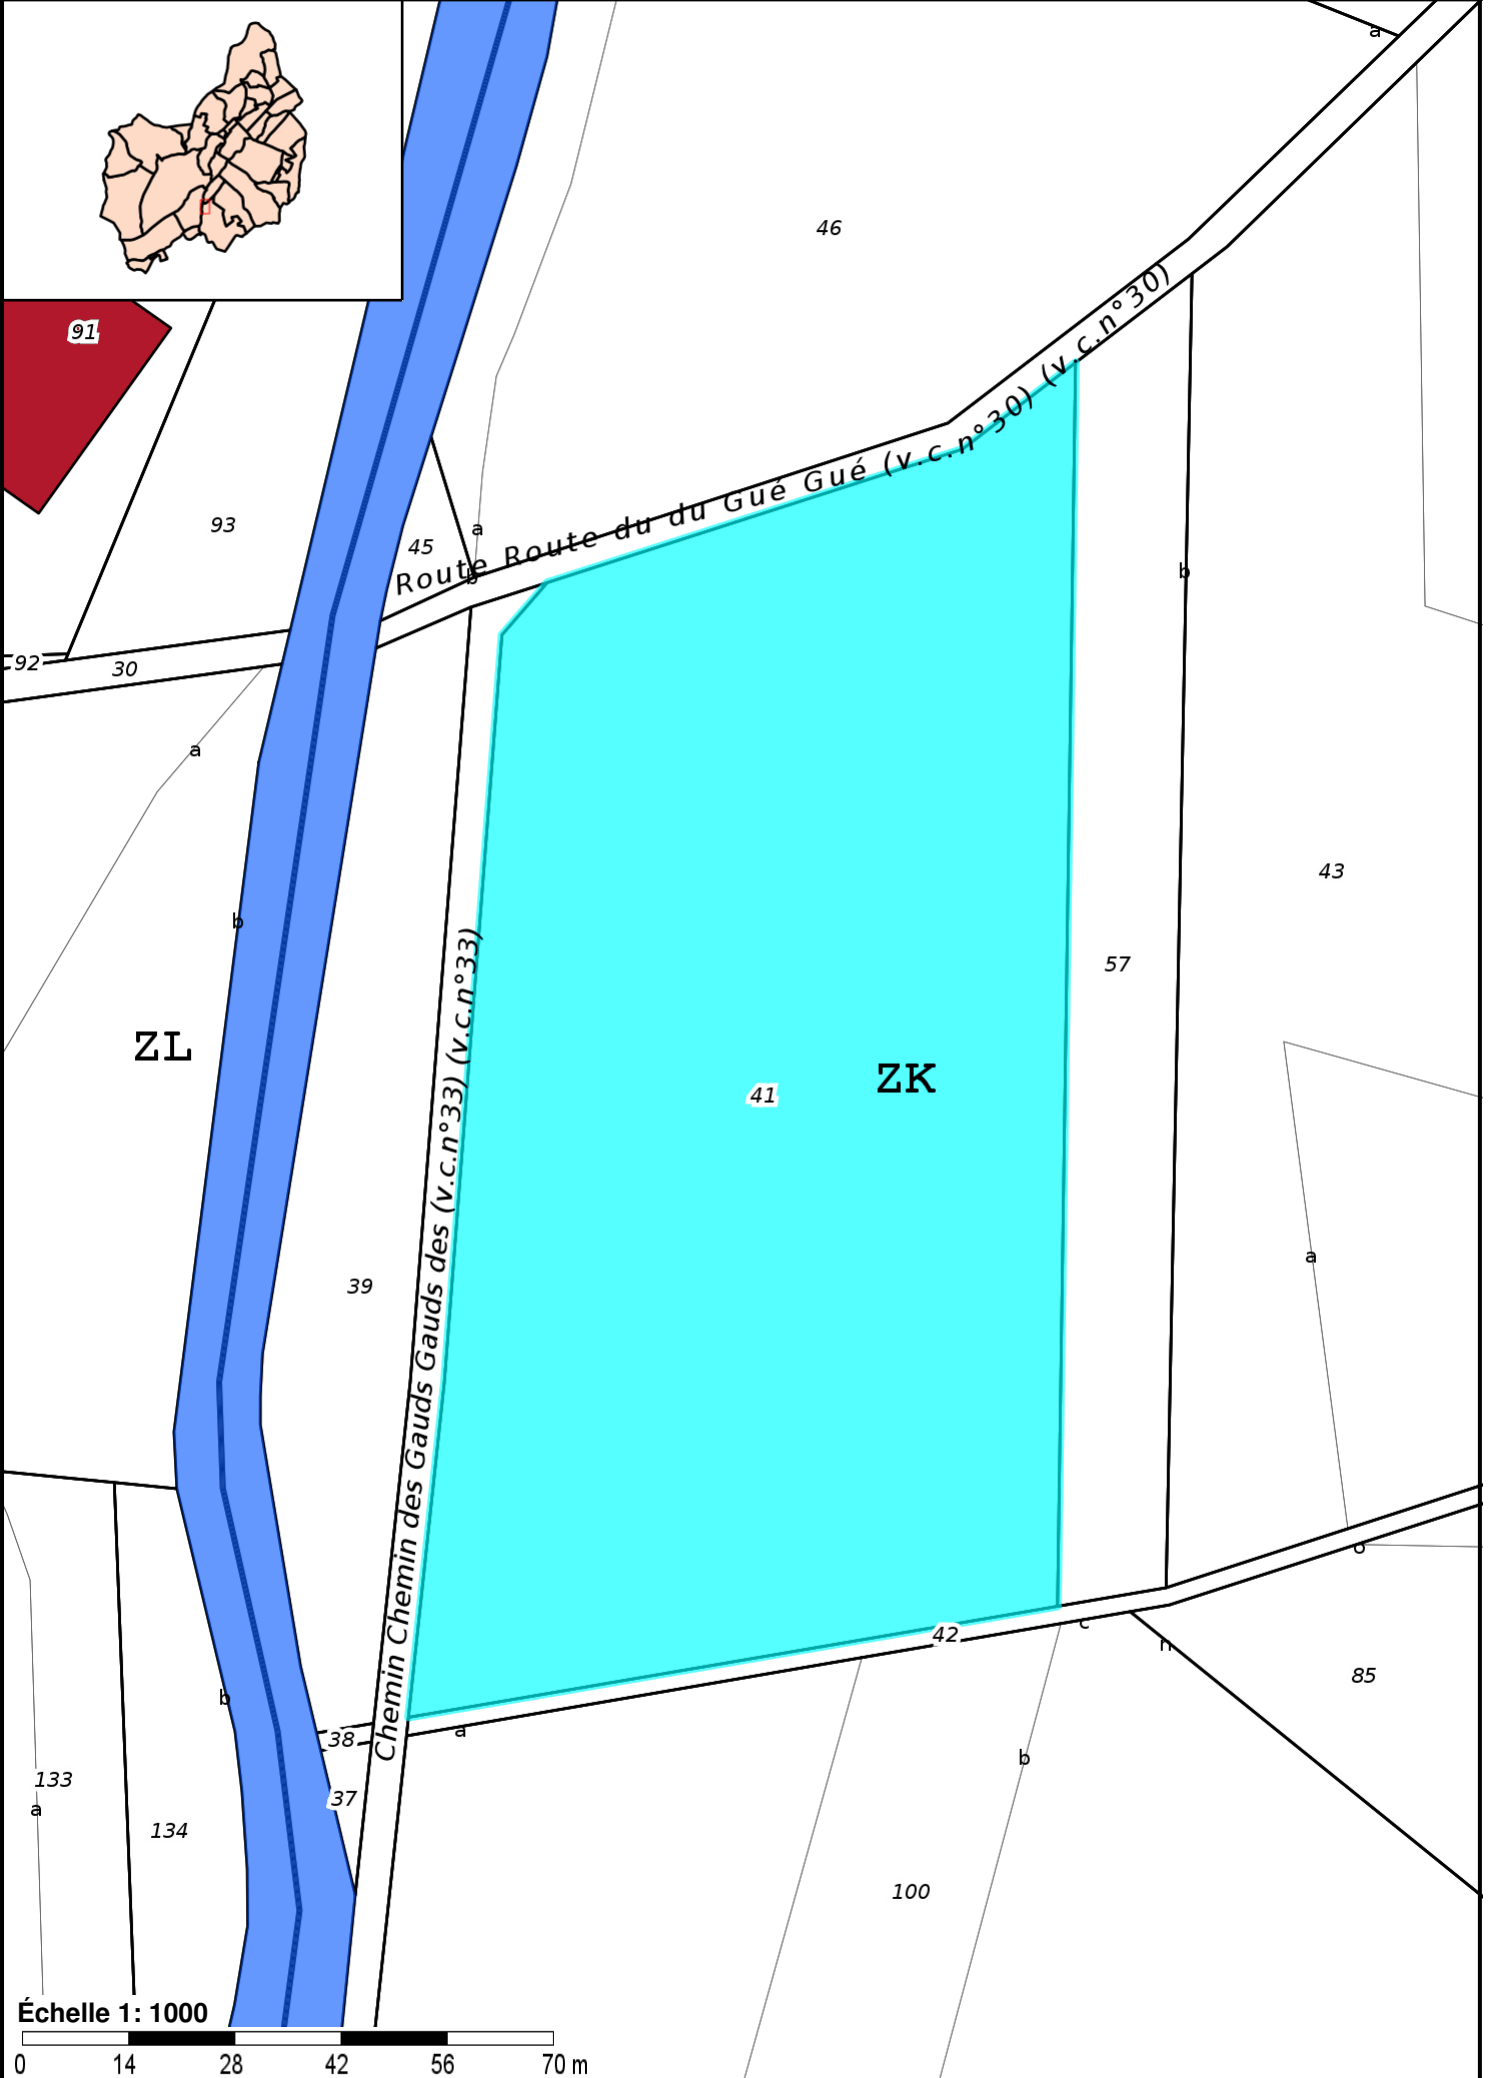 a
46
91
Route Route du du Gué Gué (v.c.n°30) (v.c.n°30)
93
45
a
b
b
92
30
a
43
b
57
ZL
ZK
41
Chemin Chemin des Gauds Gauds des (v.c.n°33) (v.c.n°33)
39
a
o
42
c
n
85
b
38
a
b
133
37
a
134
100
Échelle 1: 1000
0 14 28 42 56 70 m